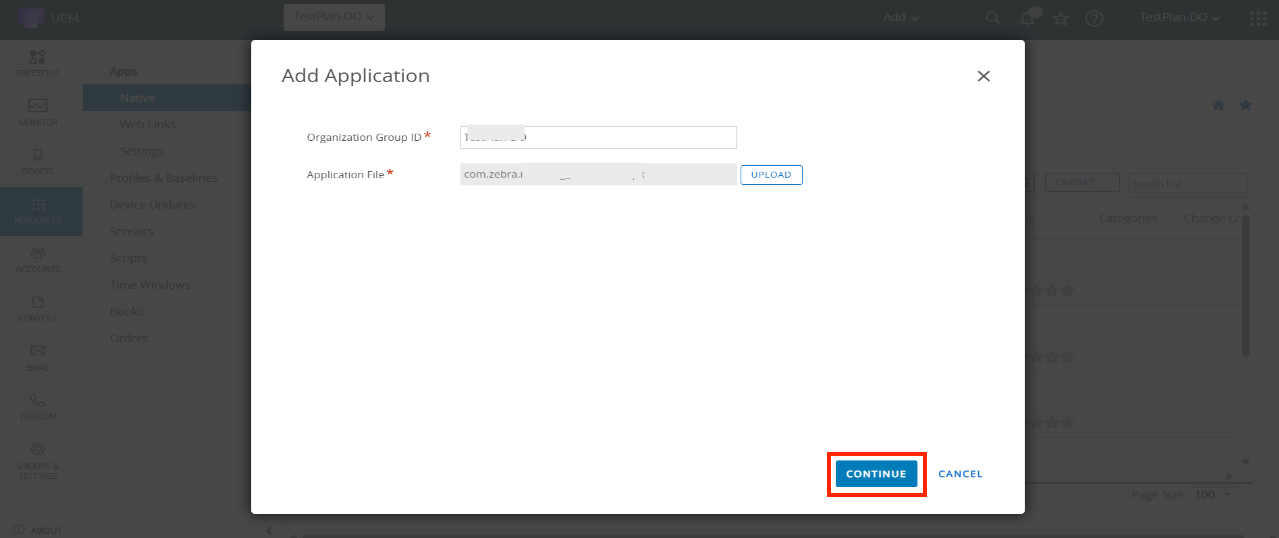 UEM
TestPlan-DO
Add
TestPlan-DO
FREESTYLE
MONITOR
DEVICES
RESOURCES
ACCOUNTS
CONTENT
EMAIL
TELECOM
GROUPS &
SETTINGS
ABOUT
Apps
Native
Web Links
Settings
Profiles & Baselines
Device Updates
Sensors
Scripts
Time Windows
Books
Orders
Add Application
Organization Group ID *
TestPlan-DO
Application File *
com.zebra.
UPLOAD
CONTINUE
CANCEL
EXPORT
Search List
Categories
Change Lo
Page Size:
100